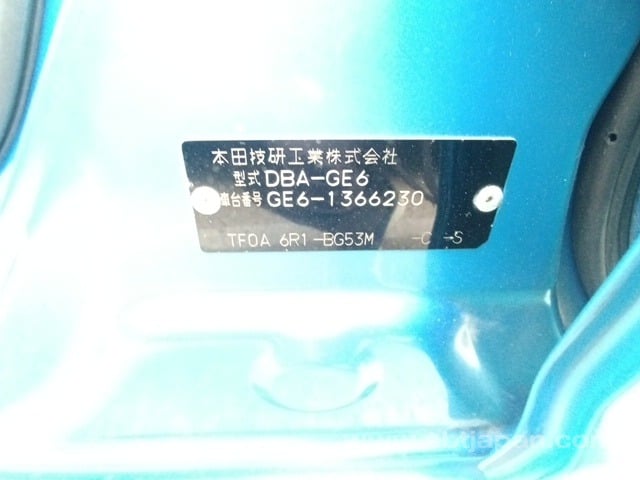 本田技研工業株式会社
型式 DBA-GE6
車台番号 GE6-1366230
TF0A 6R1-BG53M -C -S